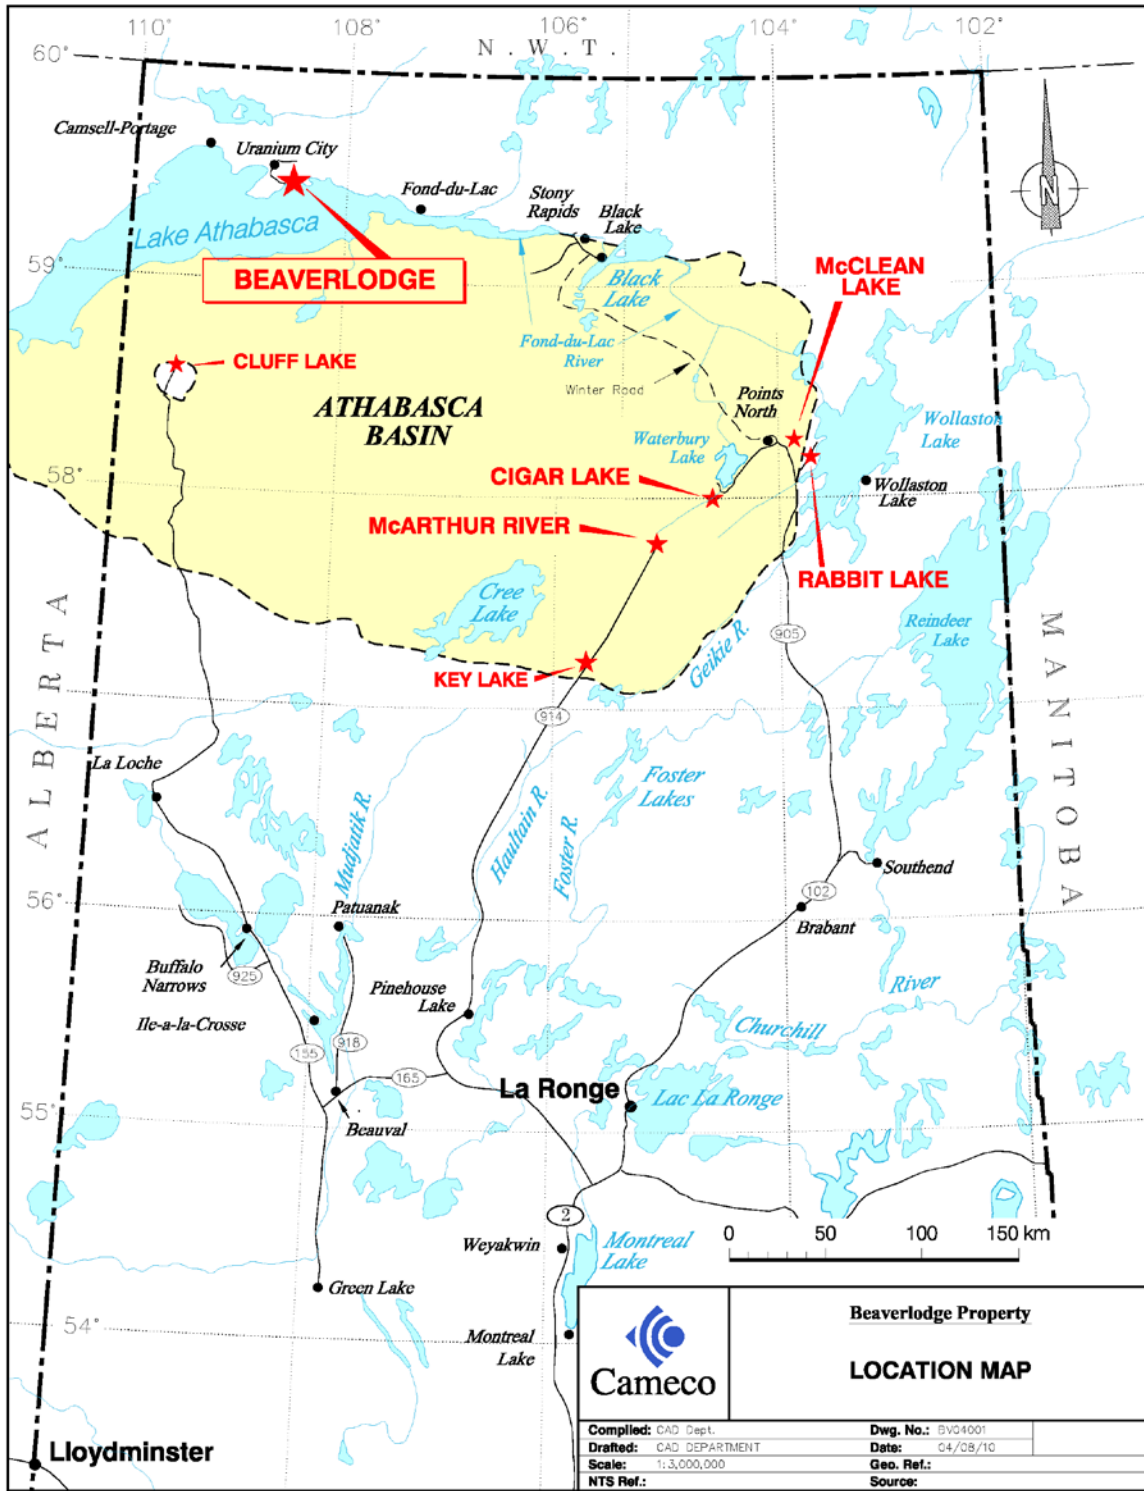 110°
108°
106°
104°
102°
60°
N . W . T .
Camsell-Portage
Uranium City
Fond-du-Lac
Stony
Rapids
Black
Lake
Lake Athabasca
59°
BEAVERLODGE
Black
Lake
McCLEAN
LAKE
Fond-du-Lac
River
CLUFF LAKE
Winter Road
Points
North
ATHABASCA
BASIN
Wollaston
Lake
Waterbury
Lake
58°
CIGAR LAKE
Wollaston
Lake
McARTHUR RIVER
RABBIT LAKE
Cree
Lake
Reindeer
Lake
905
Geikie R.
KEY LAKE
ALBERTA
MANITOBA
914
La Loche
Foster
Lakes
Mudjatik R.
Haultain R.
Foster R.
Southend
56°
102
Patuanak
Brabant
Buffalo
Narrows
925
River
Pinehouse
Lake
Ile-a-la-Crosse
Churchill
918
155
165
La Ronge
Lac La Ronge
55°
Beauval
2
0 50 100 150 km
Weyakwin
Montreal
Lake
Green Lake
54°
Montreal
Lake
Lloydminster
Cameco
Beaverlodge Property
LOCATION MAP
Compiled: CAD Dept. Dwg. No.: BV04001
Drafted: CAD DEPARTMENT Date: 04/08/10
Scale: 1:3,000,000 Geo. Ref.:
NTS Ref.: Source:
N